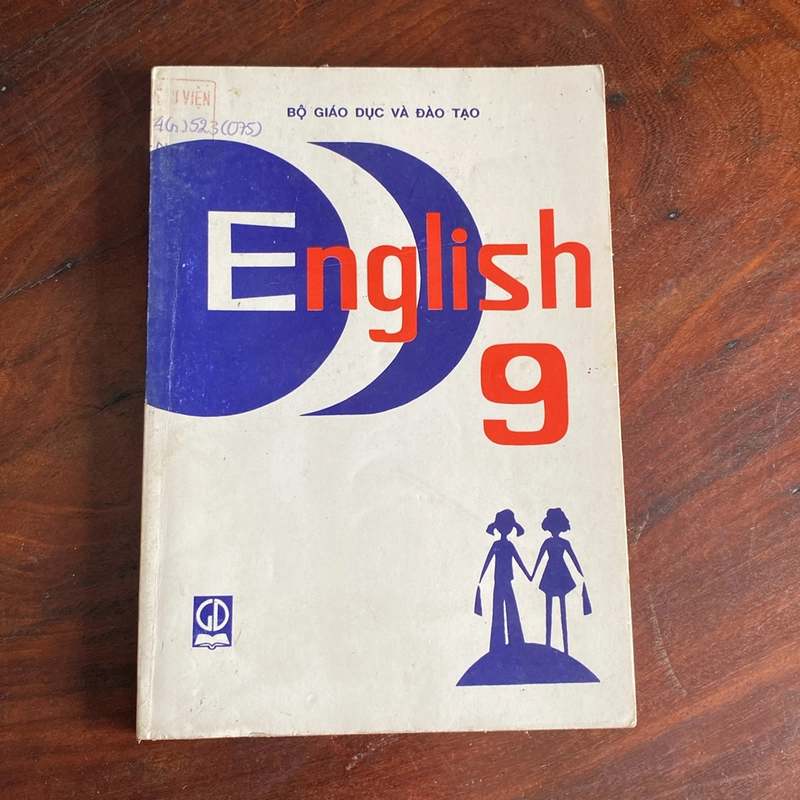 VIỆN
4(n)523(075)
BỘ GIÁO DỤC VÀ ĐÀO TẠO
English
9
GD